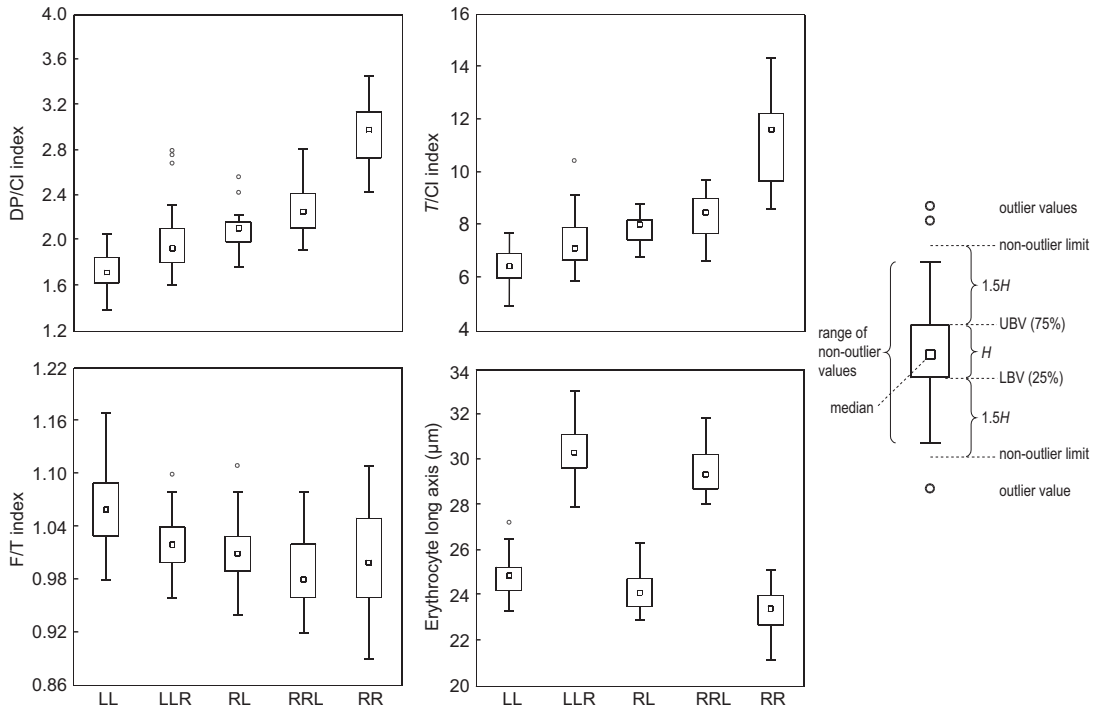 4.0
3.6
3.2
2.8
2.4
2.0
1.6
1.2
DP/CI index
16
14
12
10
8
6
4
T/CI index
1.22
1.16
1.10
1.04
0.98
0.92
0.86
F/T index
LL LLR RL RRL RR
34
32
30
28
26
24
22
20
Erythrocyte long axis (μm)
LL LLR RL RRL RR
outlier values
non-outlier limit
1.5H
UBV (75%)
range of
non-outlier
values
H
LBV (25%)
median
1.5H
non-outlier limit
outlier value